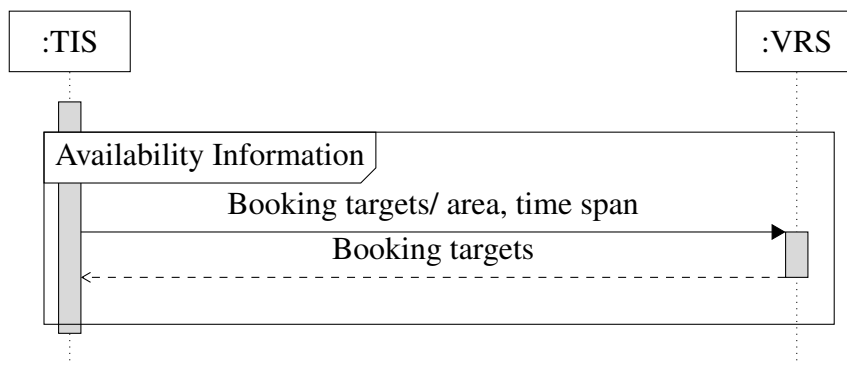 :TIS
:VRS
Availability Information
Booking targets/ area, time span
Booking targets